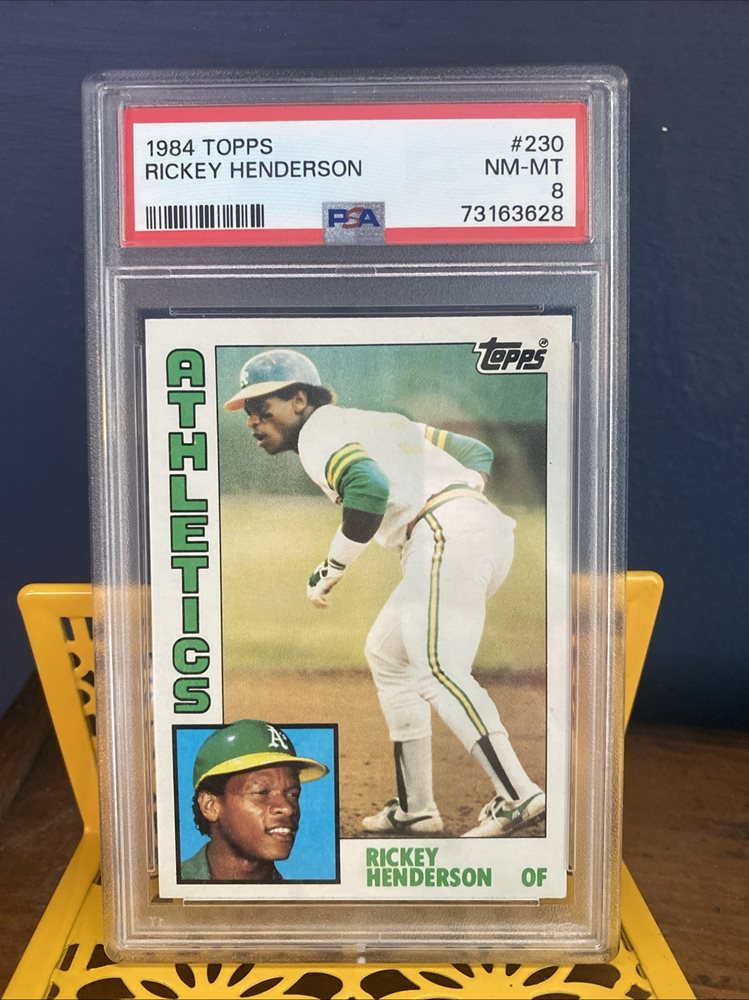 1984 TOPPS #230
RICKEY HENDERSON NM-MT
8
PSA 73163628
Topps®
ATHLETICS
A's
RICKEY
HENDERSON OF